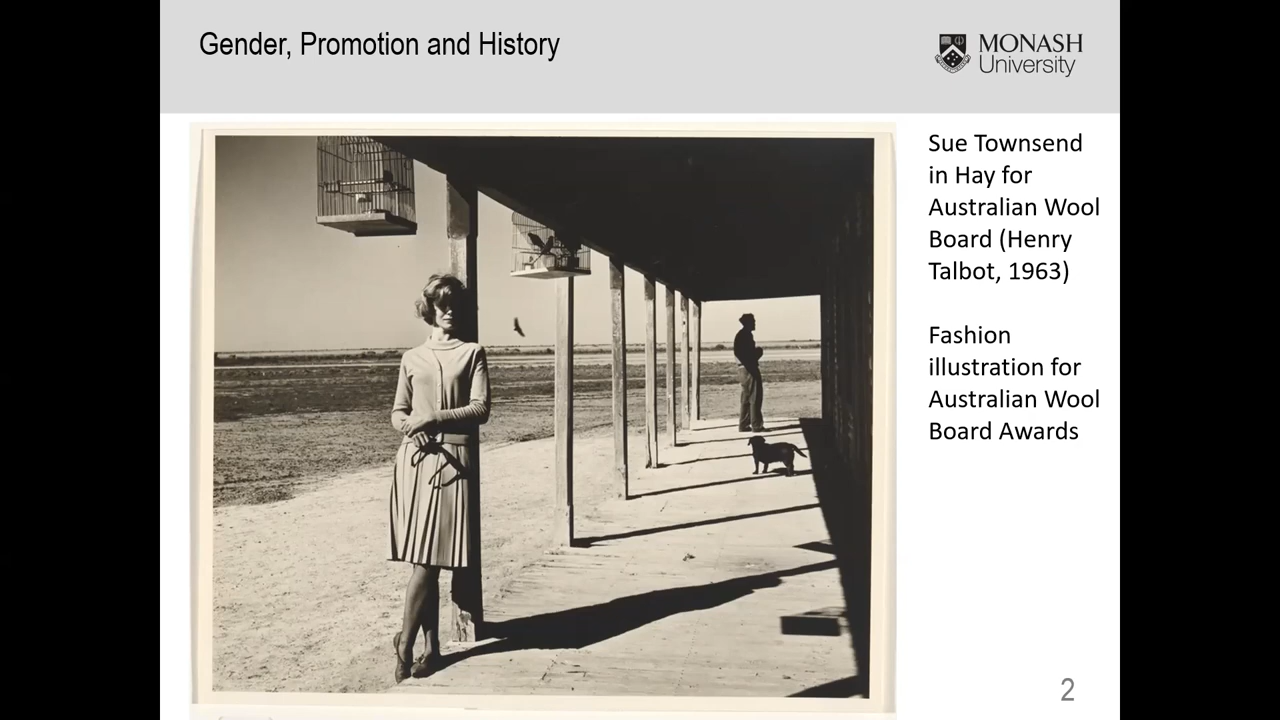 Gender, Promotion and History
MONASH
University
Sue Townsend
in Hay for
Australian Wool
Board (Henry
Talbot, 1963)
Fashion
illustration for
Australian Wool
Board Awards
2